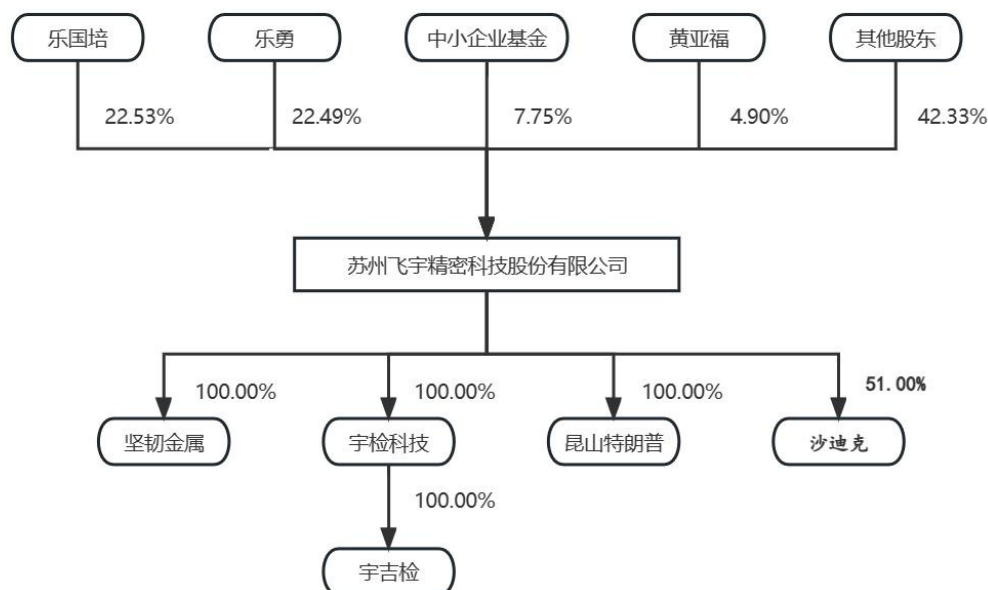 乐国培
乐勇
中小企业基金
黄亚福
其他股东
22.53%
22.49%
7.75%
4.90%
42.33%
苏州飞宇精密科技股份有限公司
100.00%
100.00%
100.00%
51.00%
坚韧金属
宇检科技
昆山特朗普
沙迪克
100.00%
宇吉检